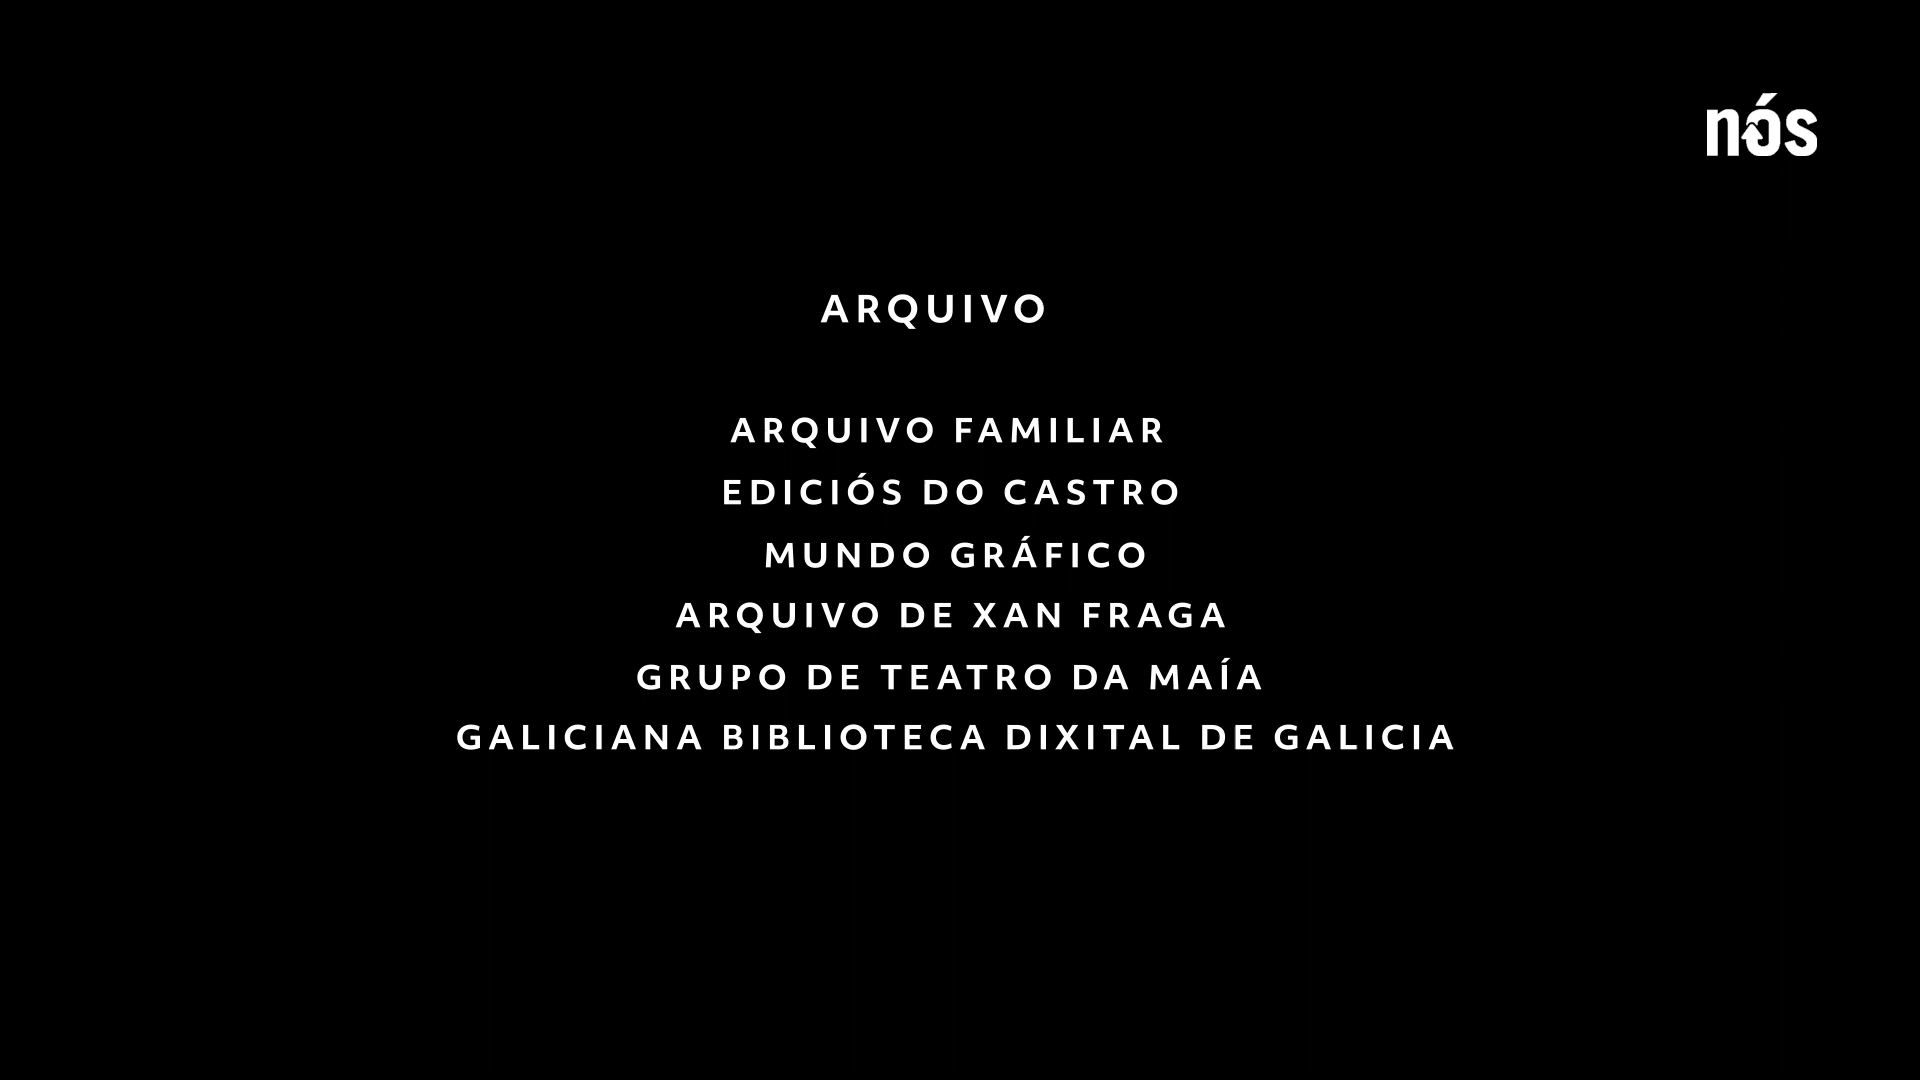 nós
ARQUIVO
ARQUIVO FAMILIAR
EDICIÓS DO CASTRO
MUNDO GRÁFICO
ARQUIVO DE XAN FRAGA
GRUPO DE TEATRO DA MAÍA
GALICIANA BIBLIOTECA DIXITAL DE GALICIA